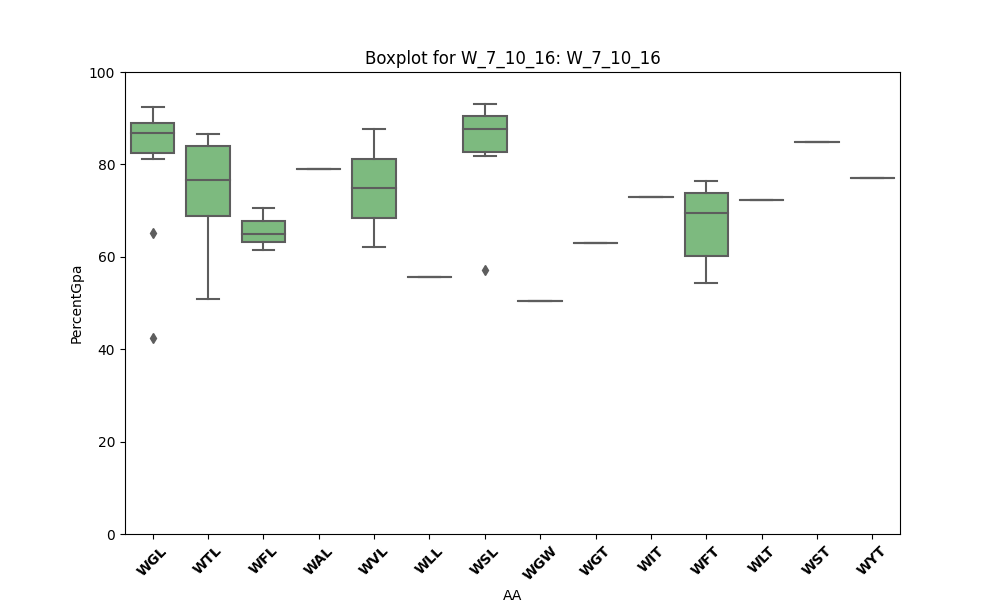 Boxplot for W_7_10_16: W_7_10_16
100
80
60
40
20
0
PercentGpa
WGL WTL WFL WAL WVL WLL WSL WGW WGT WIT WFT WLT WST WYT
AA